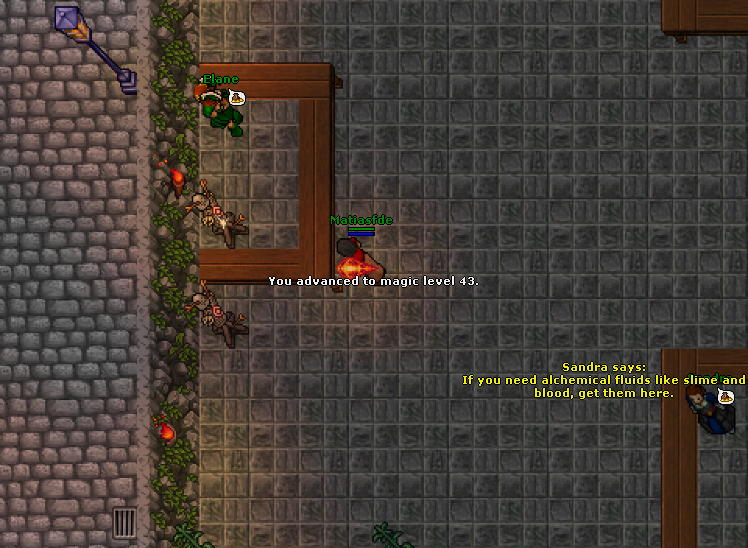 Elane
Matiasfde
You advanced to magic level 43.
Sandra says:
If you need alchemical fluids like slime and
blood, get them here.